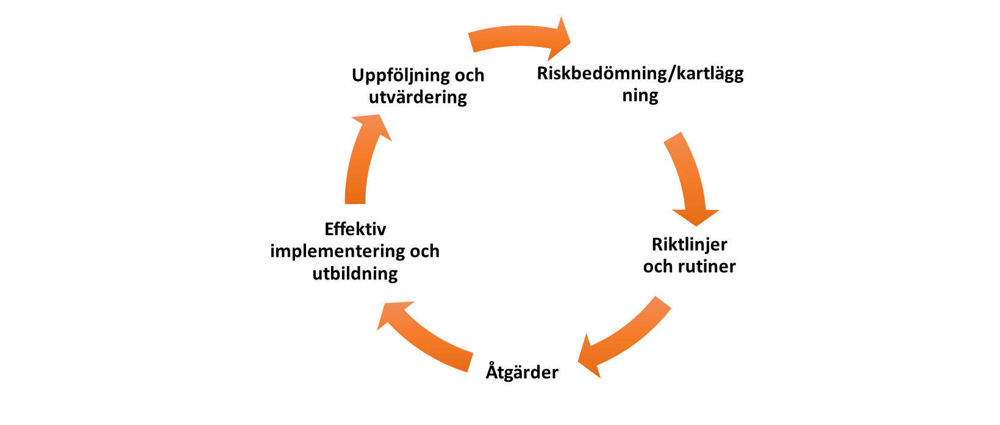 Uppföljning och
utvärdering
Riskbedömning/kartlägg
ning
Riktlinjer
och rutiner
Åtgärder
Effektiv
implementering och
utbildning